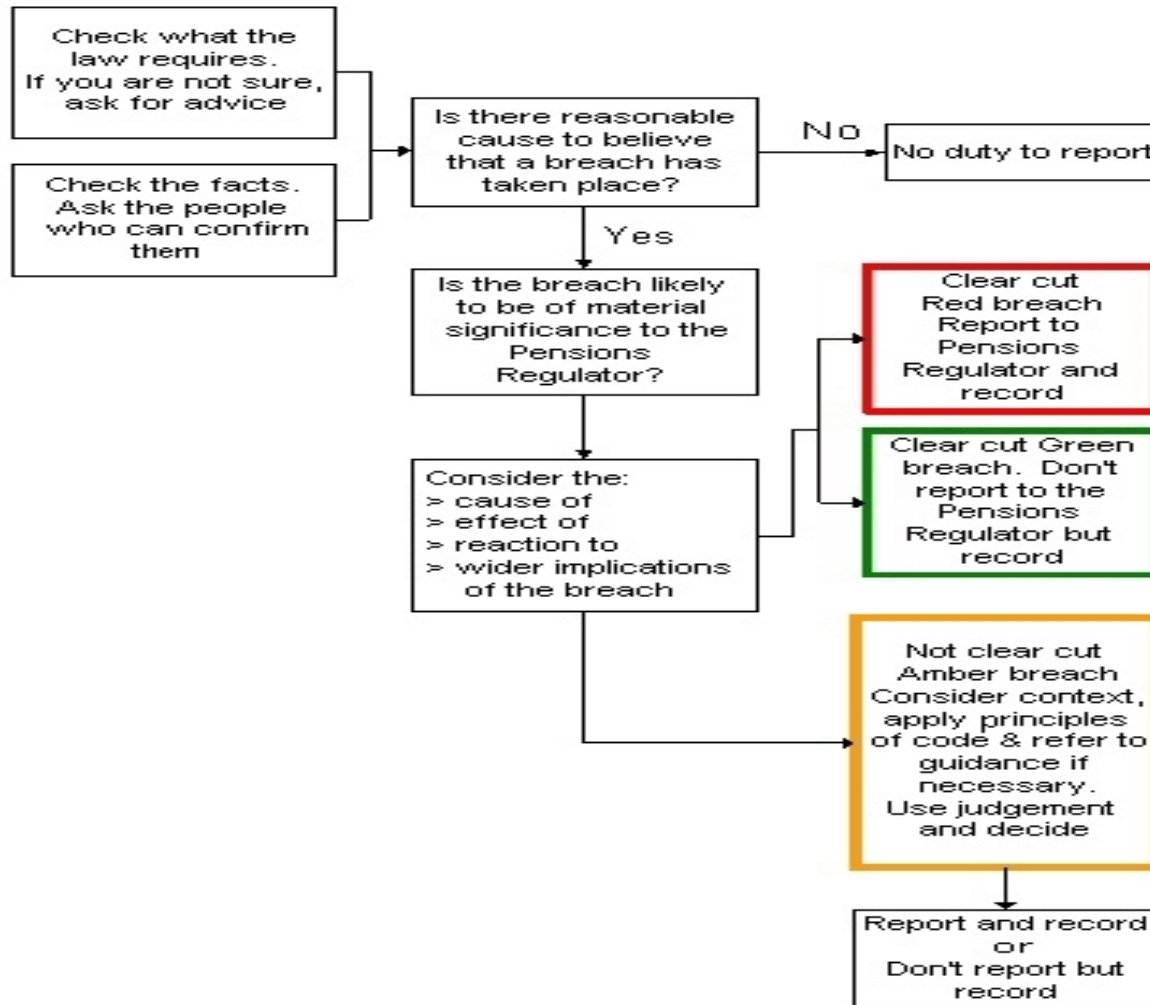 Check what the
law requires.
If you are not sure,
ask for advice
Check the facts.
Ask the people
who can confirm
them
Is there reasonable
cause to believe
that a breach has
taken place?
No
No duty to report
Yes
Is the breach likely
to be of material
significance to the
Pensions
Regulator?
Clear cut
Red breach
Report to
Pensions
Regulator and
record
Clear cut Green
breach. Don't
report to the
Pensions
Regulator but
record
Consider the:
> cause of
> effect of
> reaction to
> wider implications
of the breach
Not clear cut
Amber breach
Consider context,
apply principles
of code & refer to
guidance if
necessary.
Use judgement
and decide
Report and record
or
Don't report but
record